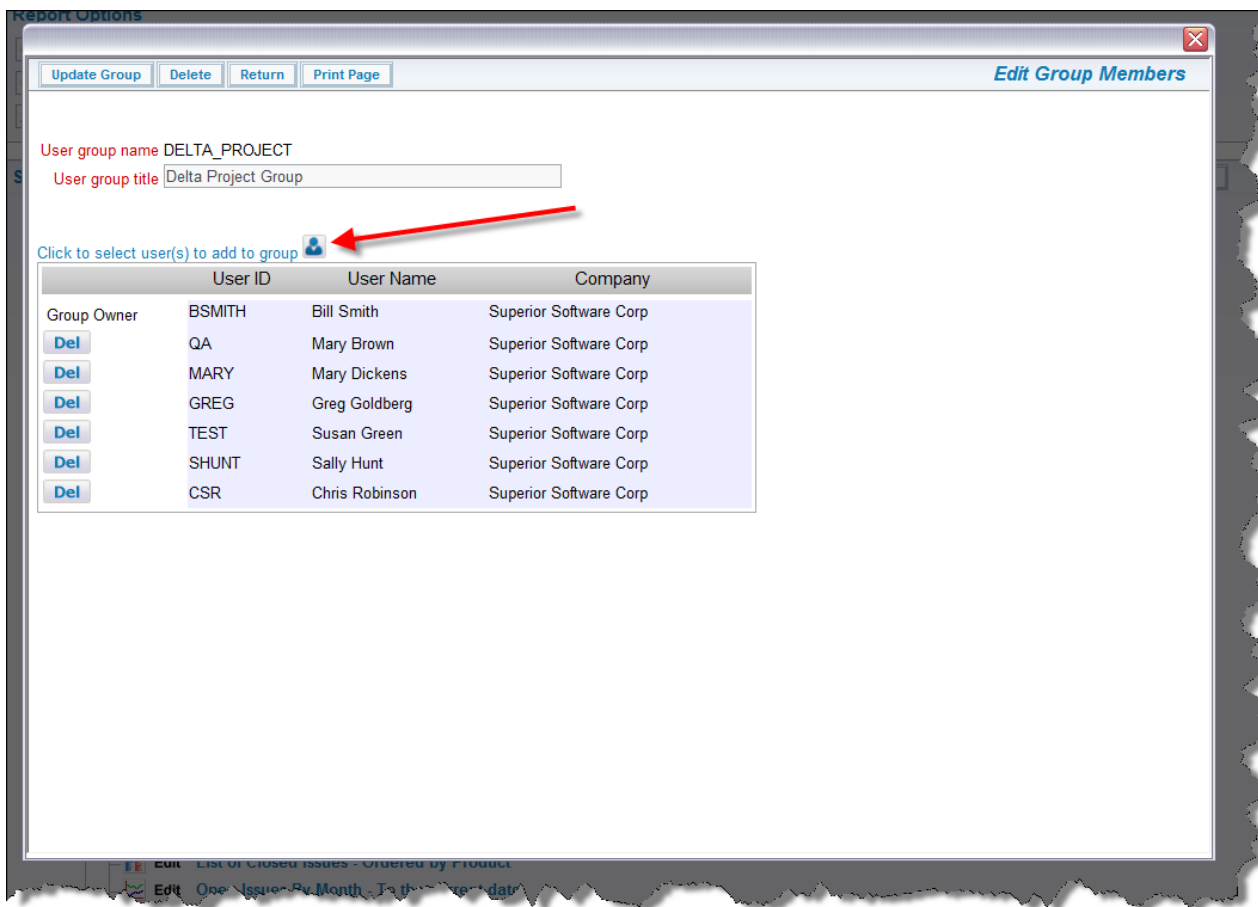 Report Options
Update Group Delete Return Print Page Edit Group Members
User group name DELTA_PROJECT
User group title Delta Project Group
Click to select user(s) to add to group
User ID User Name Company
Group Owner BSMITH Bill Smith Superior Software Corp
Del QA Mary Brown Superior Software Corp
Del MARY Mary Dickens Superior Software Corp
Del GREG Greg Goldberg Superior Software Corp
Del TEST Susan Green Superior Software Corp
Del SHUNT Sally Hunt Superior Software Corp
Del CSR Chris Robinson Superior Software Corp
Edit List of Closed Issues - Ordered by Product
Edit Open Issues By Month - To the current date